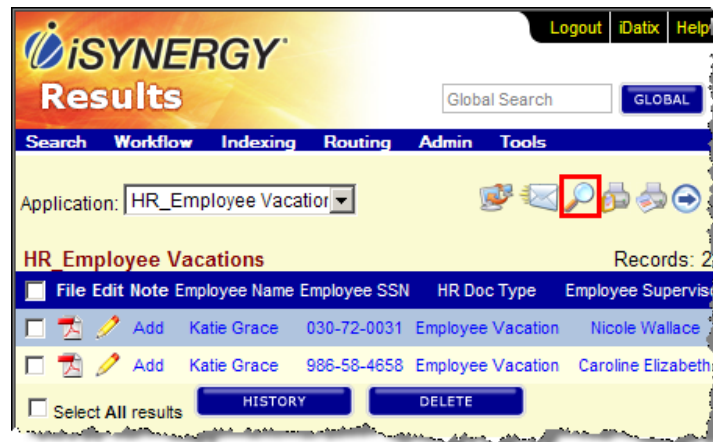 Logout iDatix Help
iSYNERGY
Results
Global Search GLOBAL
Search Workflow Indexing Routing Admin Tools
Application: HR_Employee Vacation
HR_Employee Vacations Records: 2
File Edit Note Employee Name Employee SSN HR Doc Type Employee Superviso
Add Katie Grace 030-72-0031 Employee Vacation Nicole Wallace
Add Katie Grace 986-58-4658 Employee Vacation Caroline Elizabeth
Select All results HISTORY DELETE